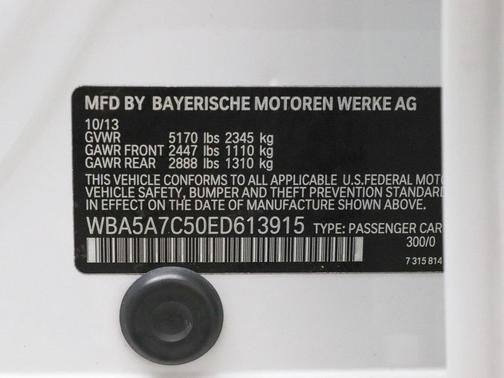 MFD BY BAYERISCHE MOTOREN WERKE AG
10/13
GVWR 5170 lbs 2345 kg
GAWR FRONT 2447 lbs 1110 kg
GAWR REAR 2888 lbs 1310 kg
THIS VEHICLE CONFORMS TO ALL APPLICABLE U.S.FEDERAL MOTO
VEHICLE SAFETY, BUMPER AND THEFT PREVENTION STANDARD
IN EFFECT ON THE DATE OF MANUFACTURE SHOWN ABOVE.
WBA5A7C50ED613915 TYPE: PASSENGER CAR
300/0
7 315 814